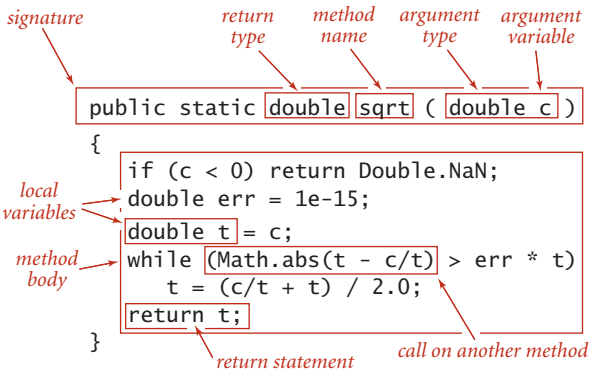 signature
return type
method name
argument type
argument variable
public static double sqrt ( double c )
{
if (c < 0) return Double.NaN;
double err = 1e-15;
local variables
double t = c;
method body
while (Math.abs(t - c/t) > err * t)
t = (c/t + t) / 2.0;
return t;
}
return statement
call on another method